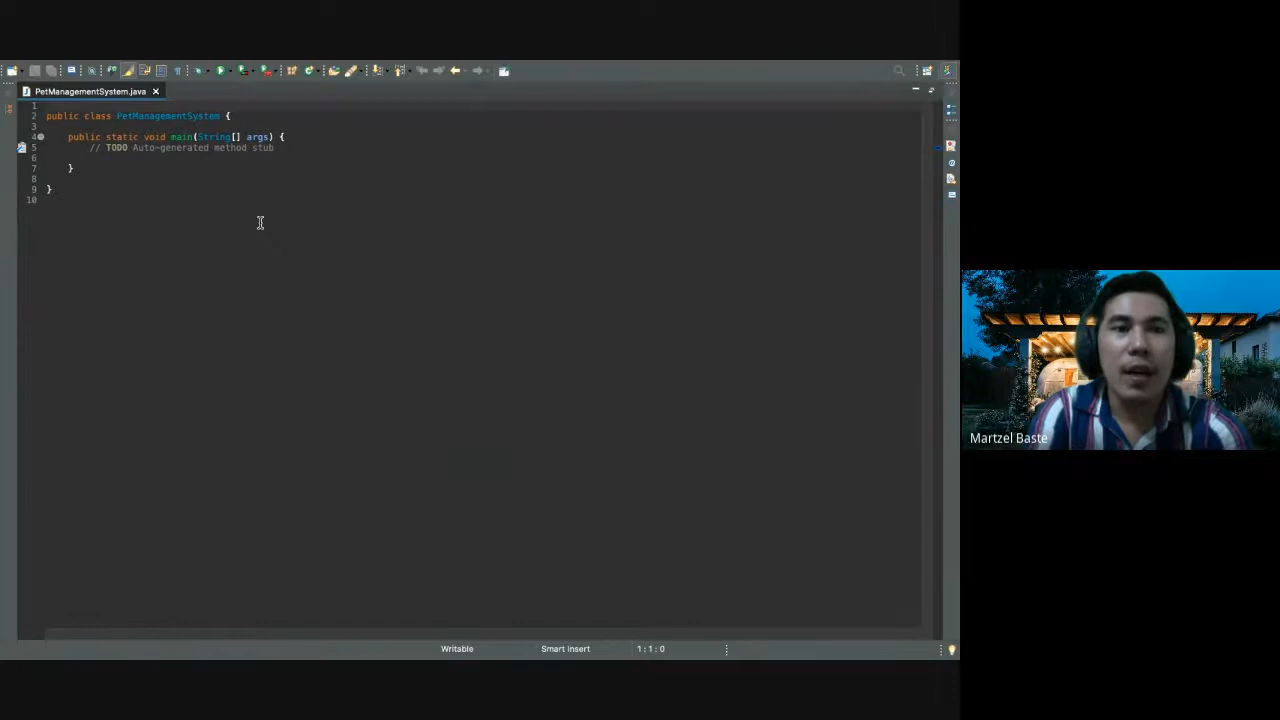 PetManagementSystem.java
1
2 public class PetManagementSystem {
3
4 public static void main(String[] args) {
5 // TODO Auto-generated method stub
6
7 }
8
9 }
10
Martzel Baste
Writable Smart Insert 1 : 1 : 0